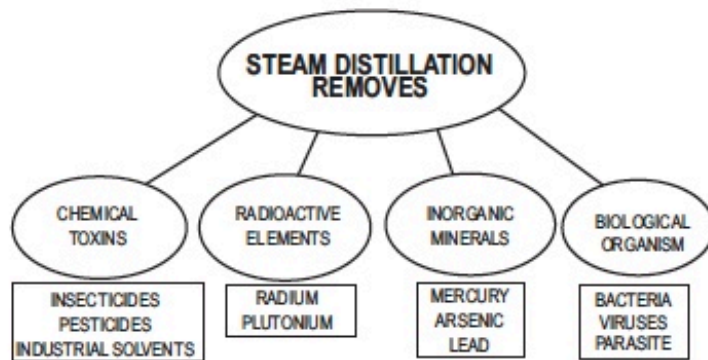 STEAM DISTILLATION
REMOVES
CHEMICAL
TOXINS
RADIOACTIVE
ELEMENTS
INORGANIC
MINERALS
BIOLOGICAL
ORGANISM
INSECTICIDES
PESTICIDES
INDUSTRIAL SOLVENTS
RADIUM
PLUTONIUM
MERCURY
ARSENIC
LEAD
BACTERIA
VIRUSES
PARASITE